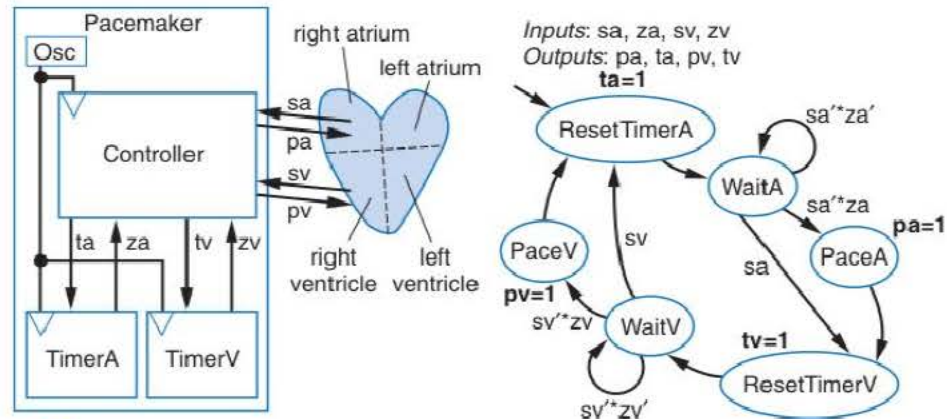 Pacemaker
Osc
Controller
ta
za
tv
zv
TimerA
TimerV
right atrium
left atrium
sa
pa
sv
pv
right
ventricle
left
ventricle
Inputs: sa, za, sv, zv
Outputs: pa, ta, pv, tv
ta=1
ResetTimerA
sa'*za'
WaitA
sa'*za
pa=1
PaceA
sa
sv
PaceV
pv=1
sv'*zv
WaitV
tv=1
ResetTimerV
sv'*zv'